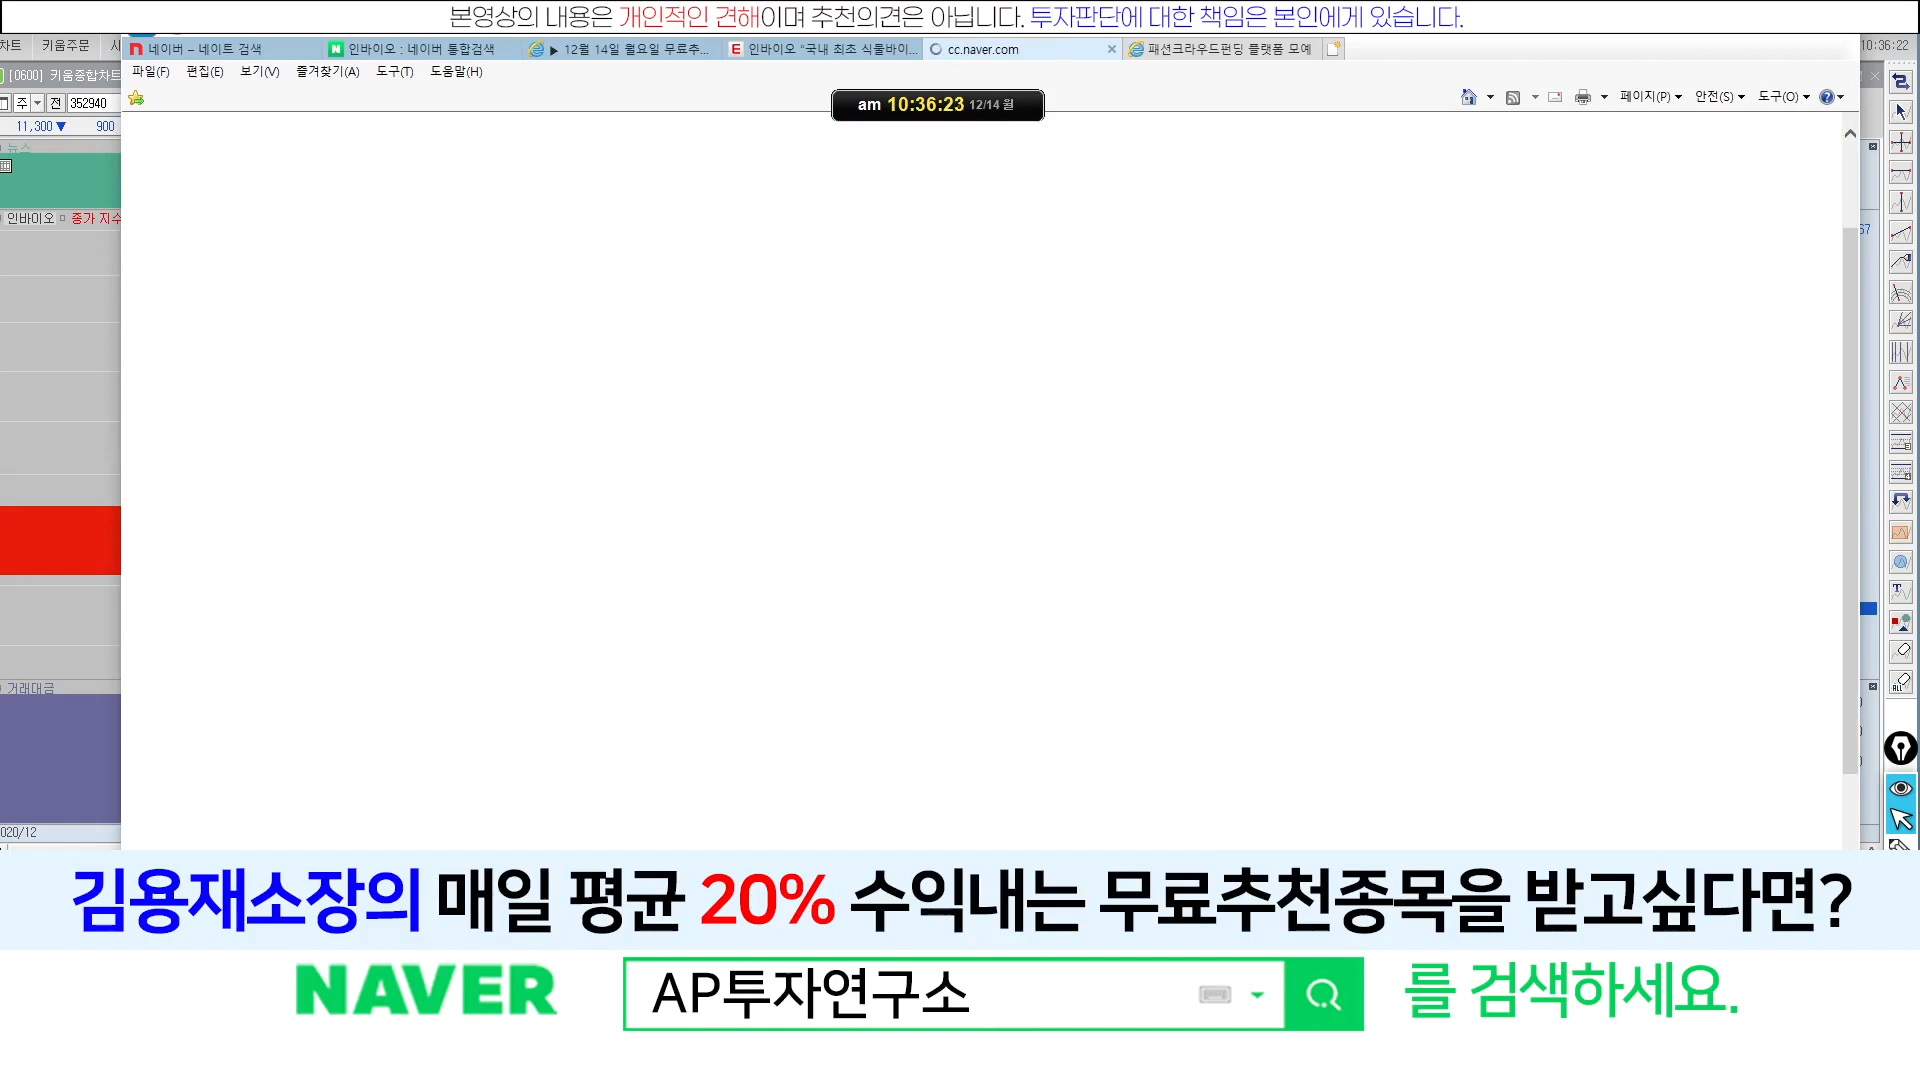 본영상의 내용은 개인적인 견해이며 추천의견은 아닙니다. 투자판단에 대한 책임은 본인에게 있습니다.
차트 키움주문 시
10:36:22
네이버 – 네이트 검색
인바이오 : 네이버 통합검색
▶ 12월 14일 월요일 무료추...
인바이오 "국내 최초 식물바이...
cc.naver.com
패션크라우드펀딩 플랫폼 모예
[0600] 키움종합차트
파일(F) 편집(E) 보기(V) 즐겨찾기(A) 도구(T) 도움말(H)
주 전 352940
am 10:36:23 12/14 월
페이지(P) 안전(S) 도구(O)
11,300 ▼ 900
뉴스
인바이오 종가 지수
67
거래대금
020/12
ALL
김용재소장의 매일 평균 20% 수익내는 무료추천종목을 받고싶다면?
NAVER
AP투자연구소
를 검색하세요.